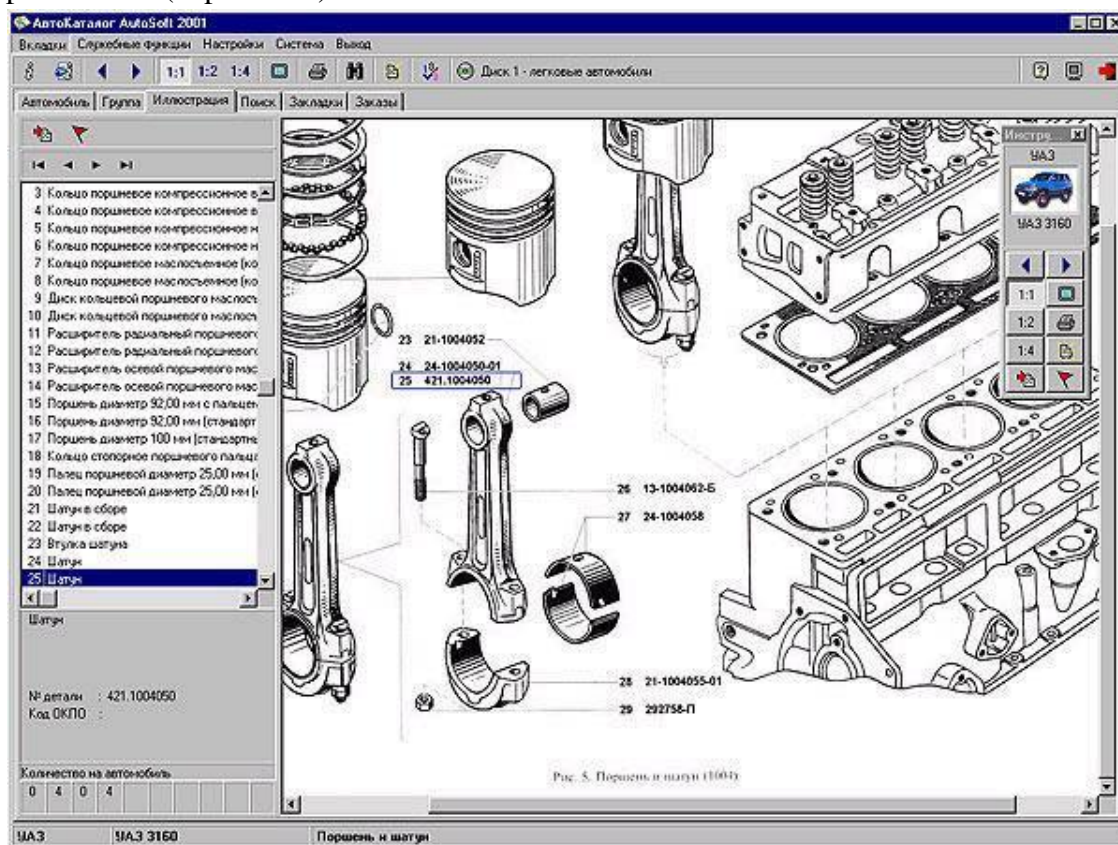 АвтоКаталог AutoSoft 2001
Вкладки Служебные функции Настройки Система Выход
1:1 1:2 1:4 Диск 1 - легковые автомобили
Автомобиль Группа Иллюстрация Поиск Закладки Заказы
3 Кольцо поршневое компрессионное в
4 Кольцо поршневое компрессионное в
5 Кольцо поршневое компрессионное н
6 Кольцо поршневое компрессионное н
7 Кольцо поршневое маслосъемное (ко
8 Кольцо поршневое маслосъемное (ко
9 Диск кольцевой поршневого маслосъ
10 Диск кольцевой поршневого маслосъ
11 Расширитель радиальный поршневого
12 Расширитель радиальный поршневого
13 Расширитель осевой поршневого мас
14 Расширитель осевой поршневого мас
15 Поршень диаметр 92,00 мм с пальцем
16 Поршень диаметр 92,00 мм (стандарт
17 Поршень диаметр 100 мм (стандартны
18 Кольцо стопорное поршневого пальца
19 Палец поршневой диаметр 25,00 мм (
20 Палец поршневой диаметр 25,00 мм (
21 Шатун в сборе
22 Шатун в сборе
23 Втулка шатуна
24 Шатун
25 Шатун
Шатун
№ детали : 421.1004050
Код ОКПО :
Количество на автомобиль
0 4 0 4
23 21-1004052
24 24-1004050-01
25 421.1004050
26 13-1004062-Б
27 24-1004058
28 21-1004055-01
29 292758-П
Рис. 5. Поршень и шатун (1004)
Инстре...
УАЗ
УАЗ 3160
1:1
1:2
1:4
УАЗ УАЗ 3160 Поршень и шатун